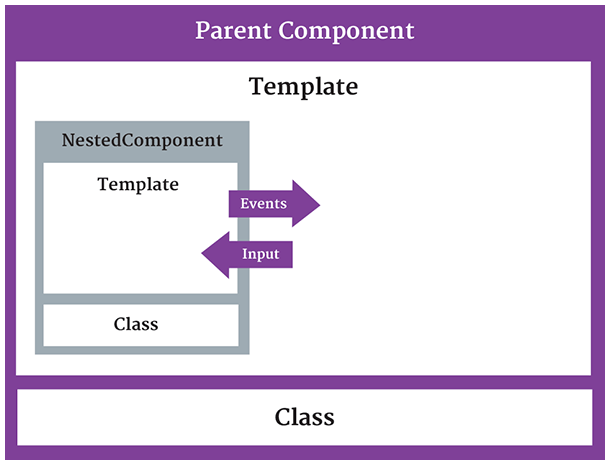 Parent Component
Template
NestedComponent
Template
Events
Input
Class
Class